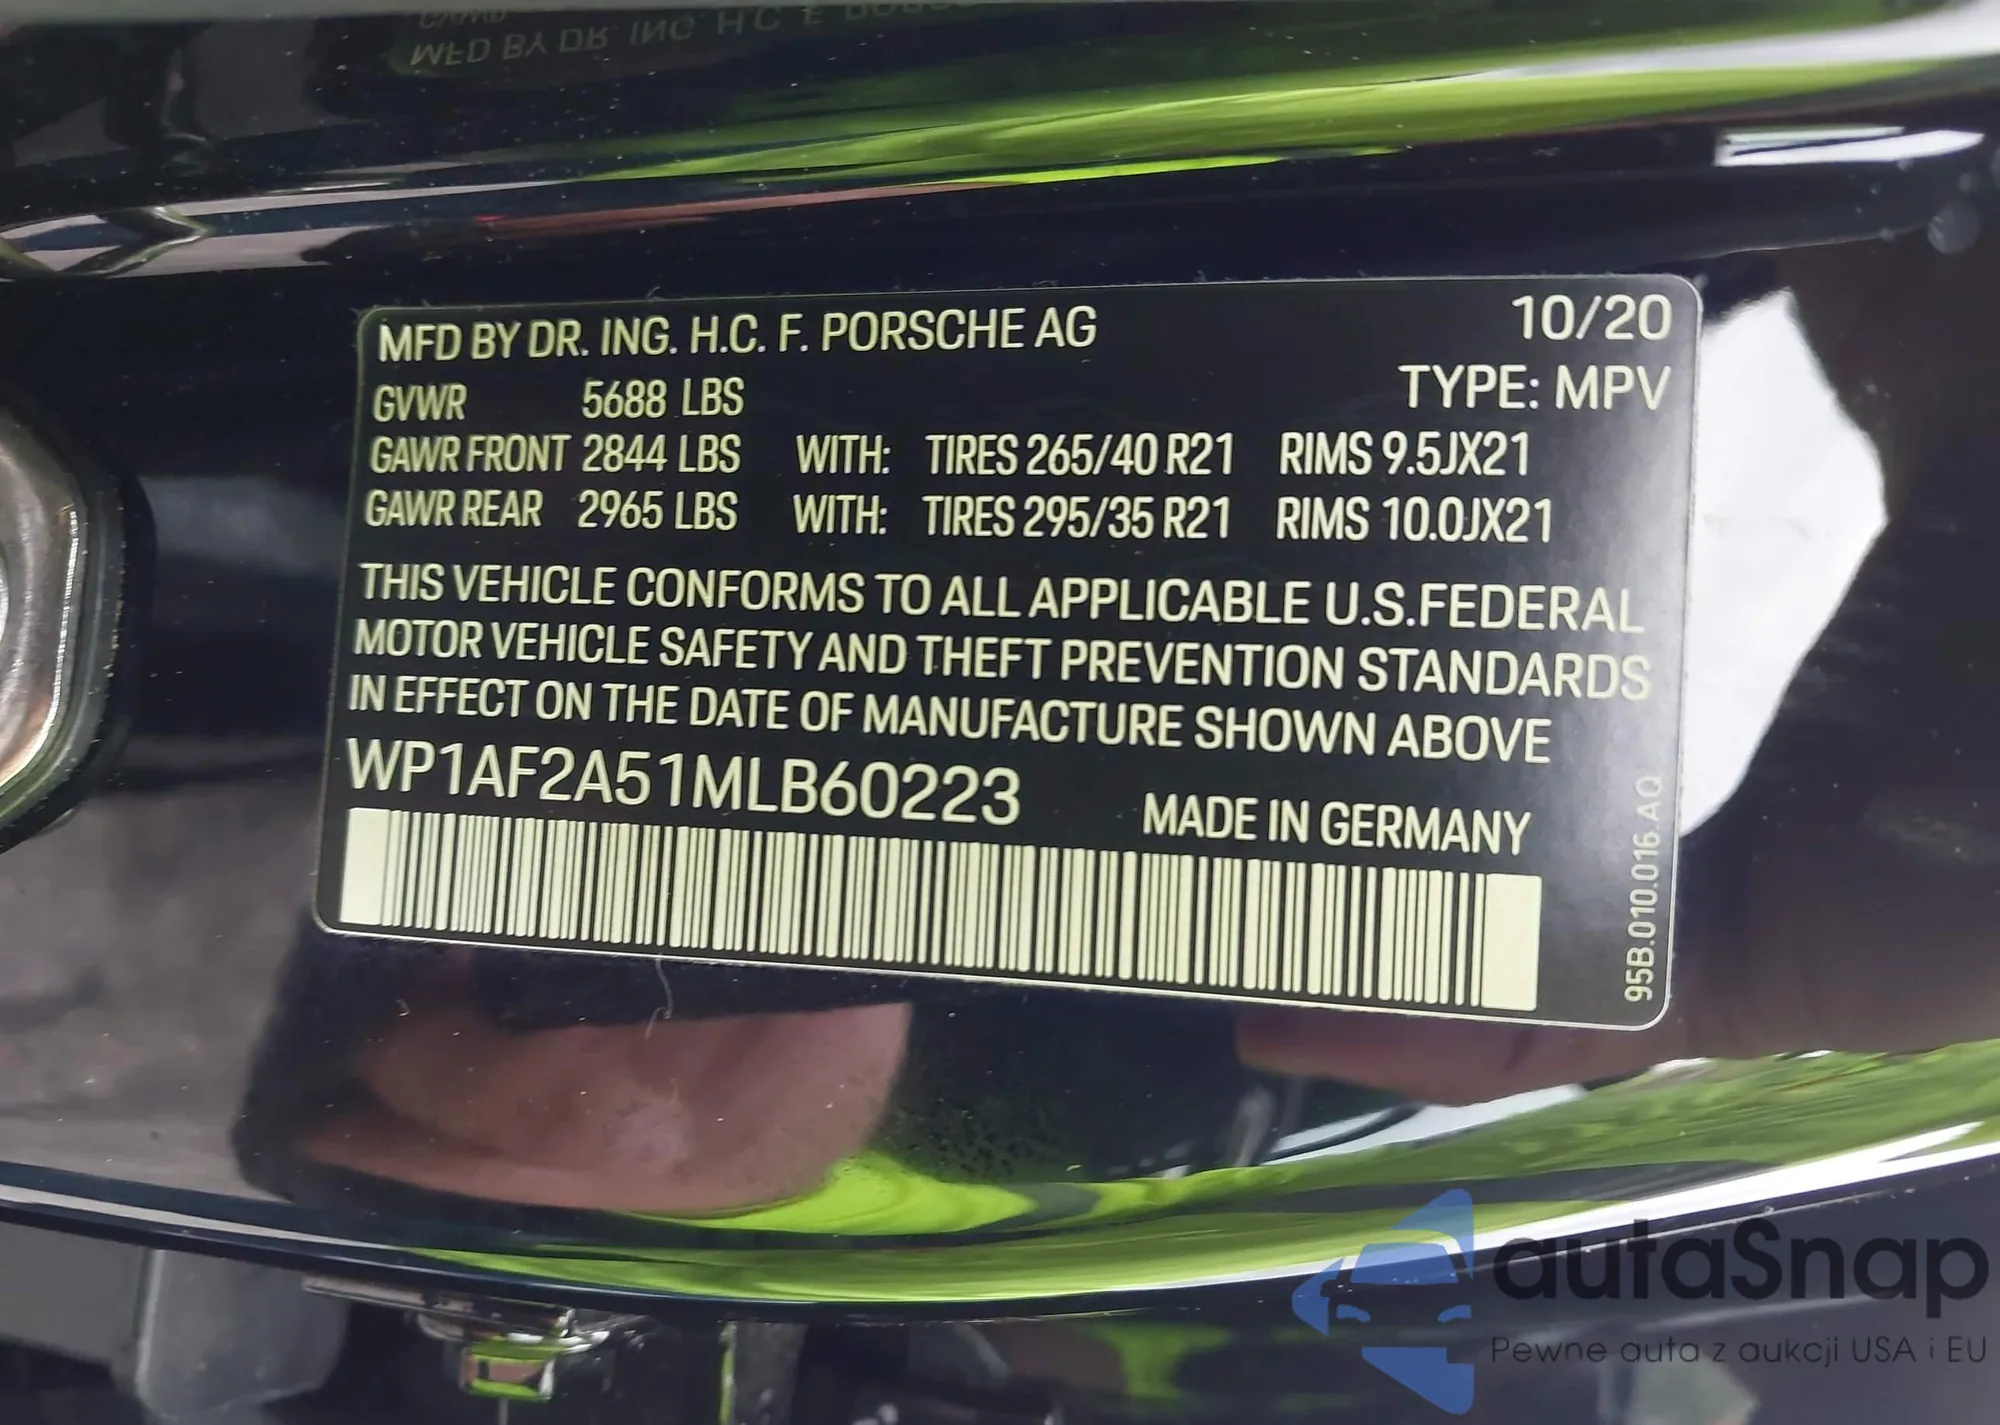 MFD BY DR. ING. H.C. F. PORSCHE AG 10/20
GVWR 5688 LBS TYPE: MPV
GAWR FRONT 2844 LBS WITH: TIRES 265/40 R21 RIMS 9.5JX21
GAWR REAR 2965 LBS WITH: TIRES 295/35 R21 RIMS 10.0JX21
THIS VEHICLE CONFORMS TO ALL APPLICABLE U.S.FEDERAL
MOTOR VEHICLE SAFETY AND THEFT PREVENTION STANDARDS
IN EFFECT ON THE DATE OF MANUFACTURE SHOWN ABOVE
WP1AF2A51MLB60223 MADE IN GERMANY
95B.010.016.AQ
autaSnap
Pewne auta z aukcji USA i EU